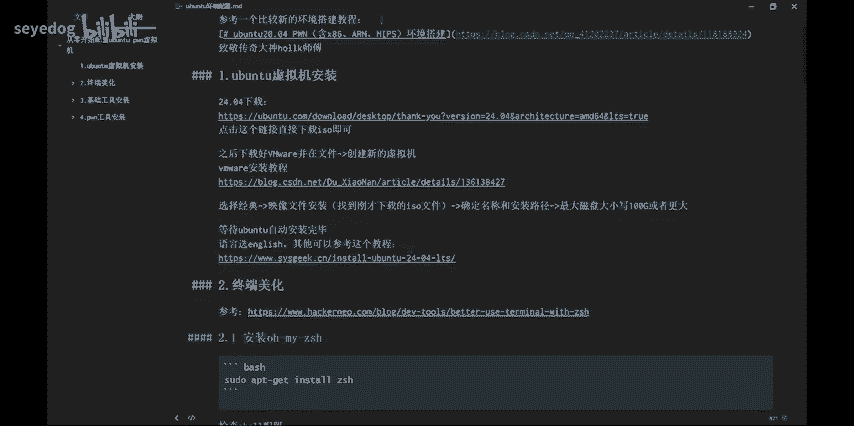 seyedog bilibili
ubuntu环境配置.md
文
大纲
从零开始配置ubuntu pwn虚拟机
1.ubuntu虚拟机安装
2.终端美化
3.基础工具安装
4.pwn工具安装
参考一个比较新的环境搭建教程：
[# ubuntu20.04 PWN（含x86、ARN、MIPS）环境搭建]
致敬传奇大神hollk师傅
### 1.ubuntu虚拟机安装
24.04下载：
https://ubuntu.com/download/desktop/thank-you?version=24.04&architecture=amd64&lts=true
点击这个链接直接下载iso即可
之后下载好VMware并在文件->创建新的虚拟机
vmware安装教程
https://blog.csdn.net/Du_XiaoNan/article/details/136138427
选择经典->映像文件安装（找到刚才下载的iso文件）->确定名称和安装路径->最大磁盘大小写100G或者更大
等待ubuntu自动安装完毕
语言选english，其他可以参考这个教程：
https://www.sysgeek.cn/install-ubuntu-24-04-lts/
### 2.终端美化
参考：https://www.hackerneo.com/blog/dev-tools/better-use-terminal-with-zsh
#### 2.1 安装oh-my-zsh
``` bash
sudo apt-get install zsh
```